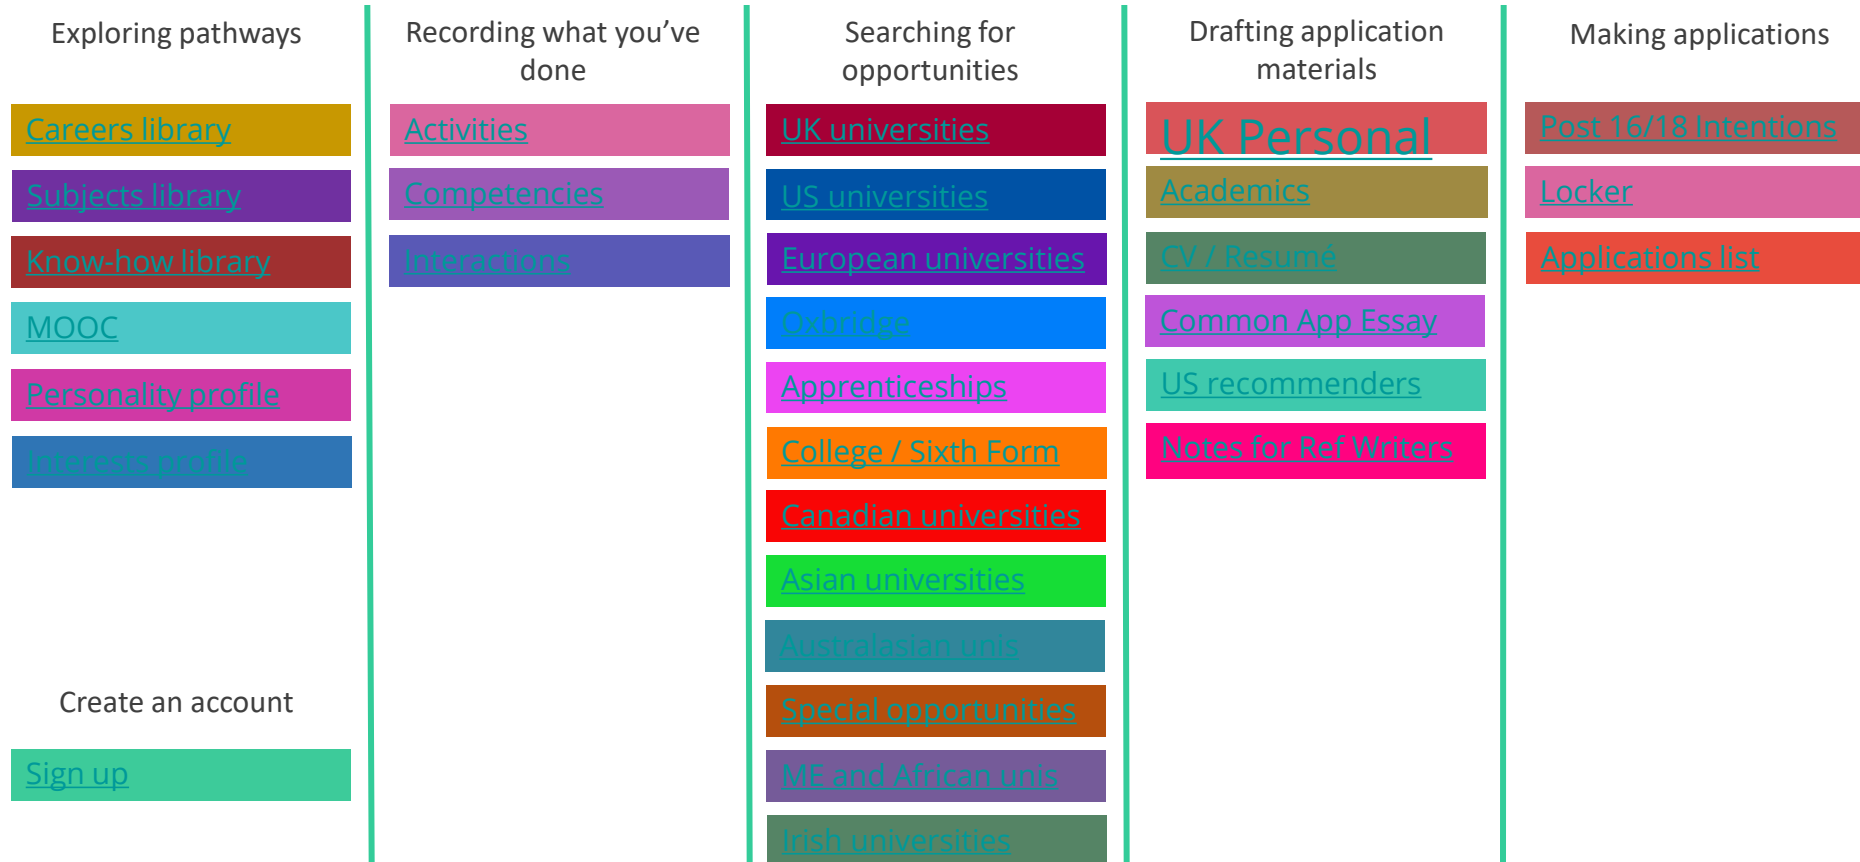 Exploring pathways
Careers library
Subjects library
Know-how library
MOOC
Personality profile
Interests profile
Create an account
Sign up
Recording what you've
done
Activities
Competencies
Interactions
Searching for
opportunities
UK universities
US universities
European universities
Oxbridge
Apprenticeships
College / Sixth Form
Canadian universities
Asian universities
Australasian unis
Special opportunities
ME and African unis
Irish universities
Drafting application
materials
UK Personal
Academics
CV / Resumé
Common App Essay
US recommenders
Notes for Ref Writers
Making applications
Post 16/18 Intentions
Locker
Applications list